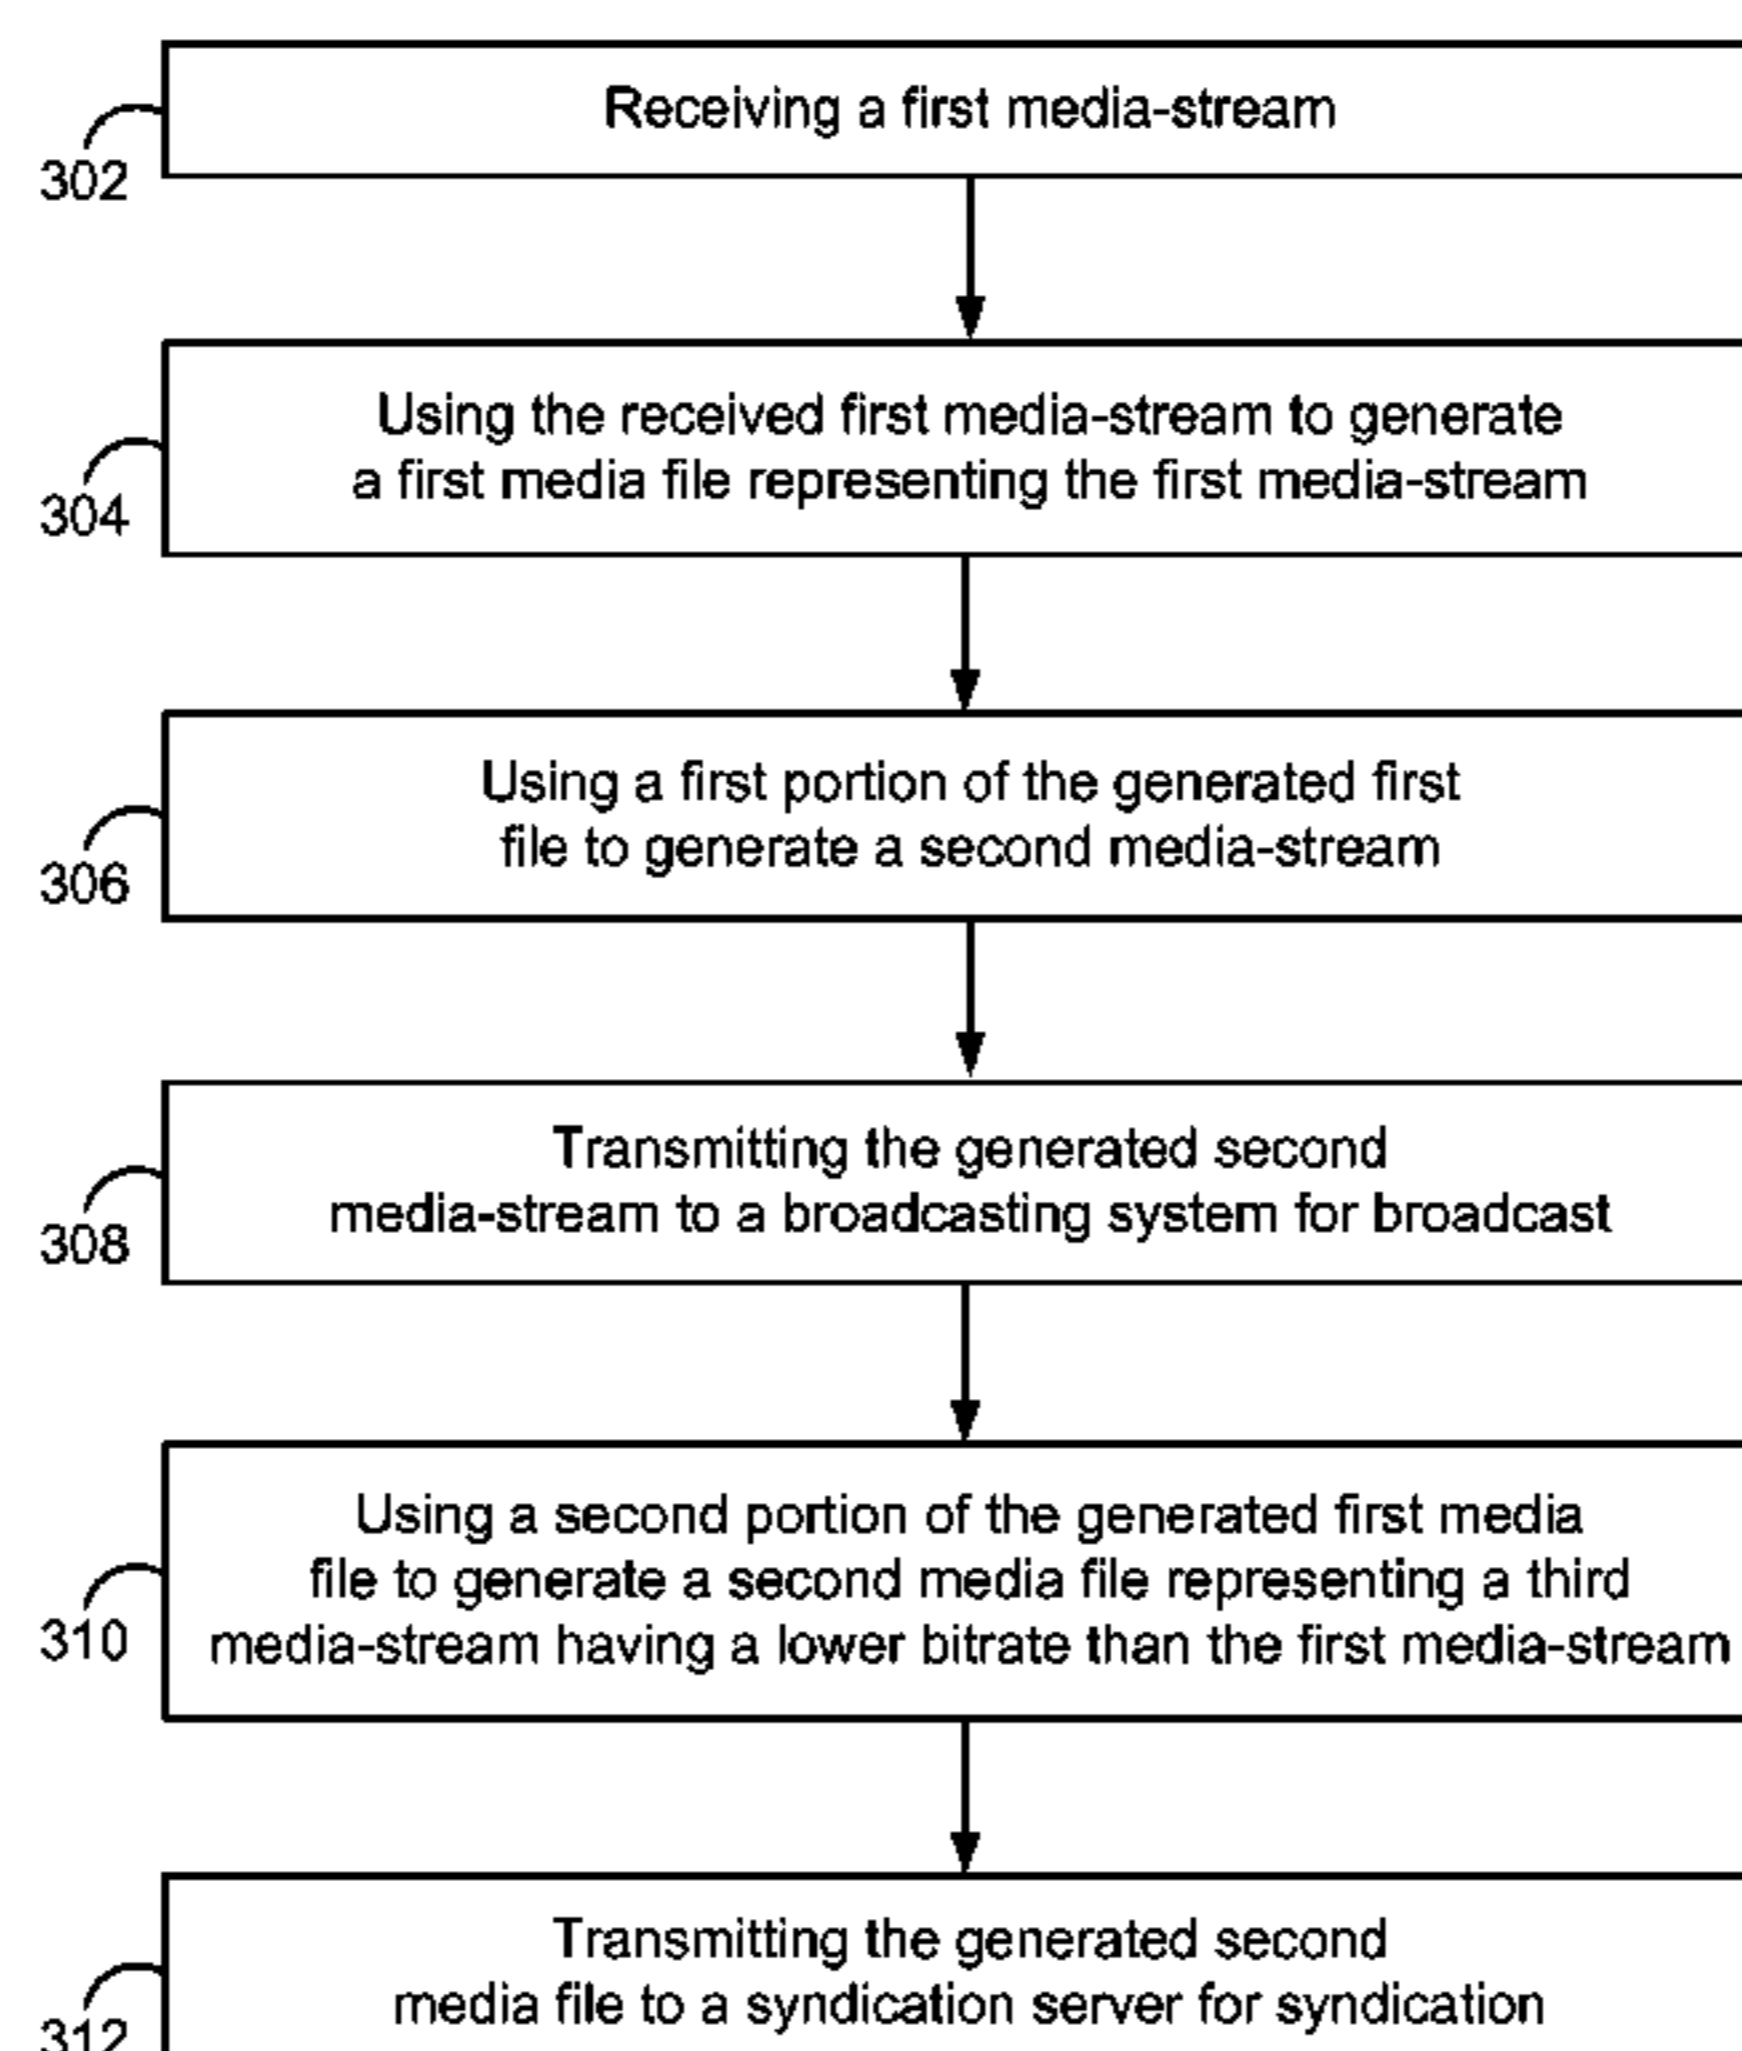 Receiving a first media-stream
302
Using the received first media-stream to generate
a first media file representing the first media-stream
304
Using a first portion of the generated first
file to generate a second media-stream
306
Transmitting the generated second
media-stream to a broadcasting system for broadcast
308
Using a second portion of the generated first media
file to generate a second media file representing a third
media-stream having a lower bitrate than the first media-stream
310
Transmitting the generated second
media file to a syndication server for syndication
312